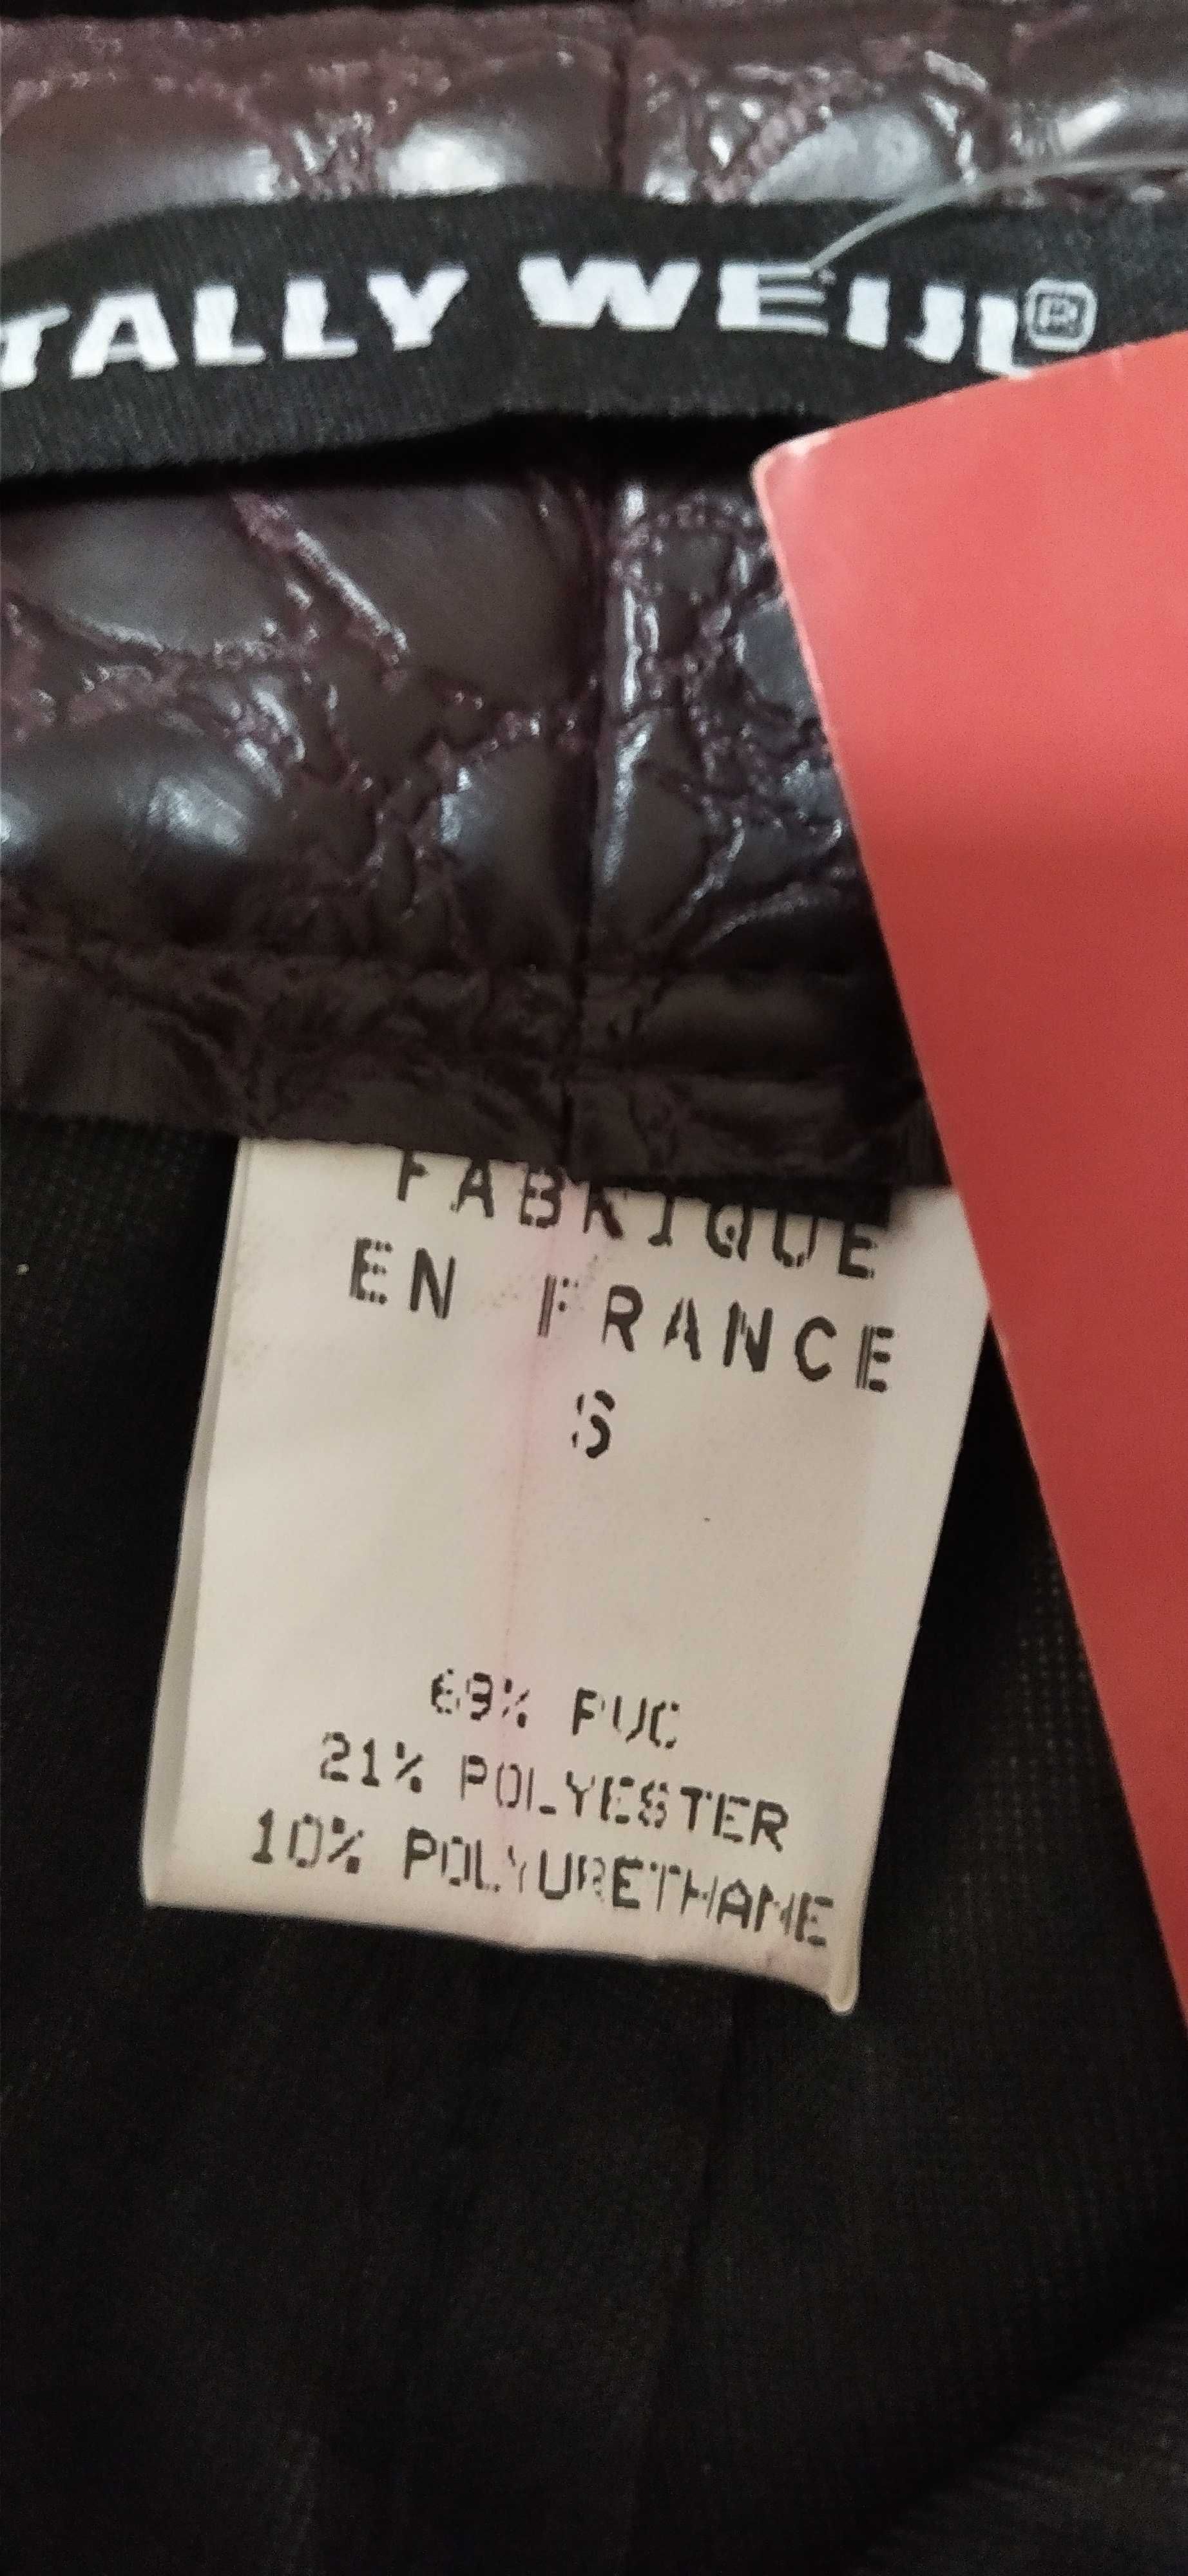 TALLY WEIJL®
FABRIQUE
EN FRANCE
S
69% PVC
21% POLYESTER
10% POLYURETHANE